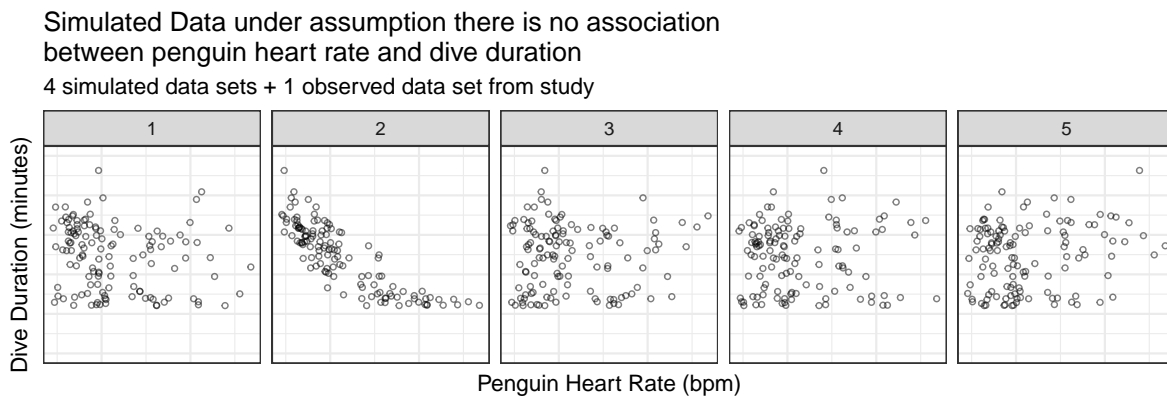 Simulated Data under assumption there is no association
between penguin heart rate and dive duration
4 simulated data sets + 1 observed data set from study
1
2
3
4
5
Dive Duration (minutes)
Penguin Heart Rate (bpm)